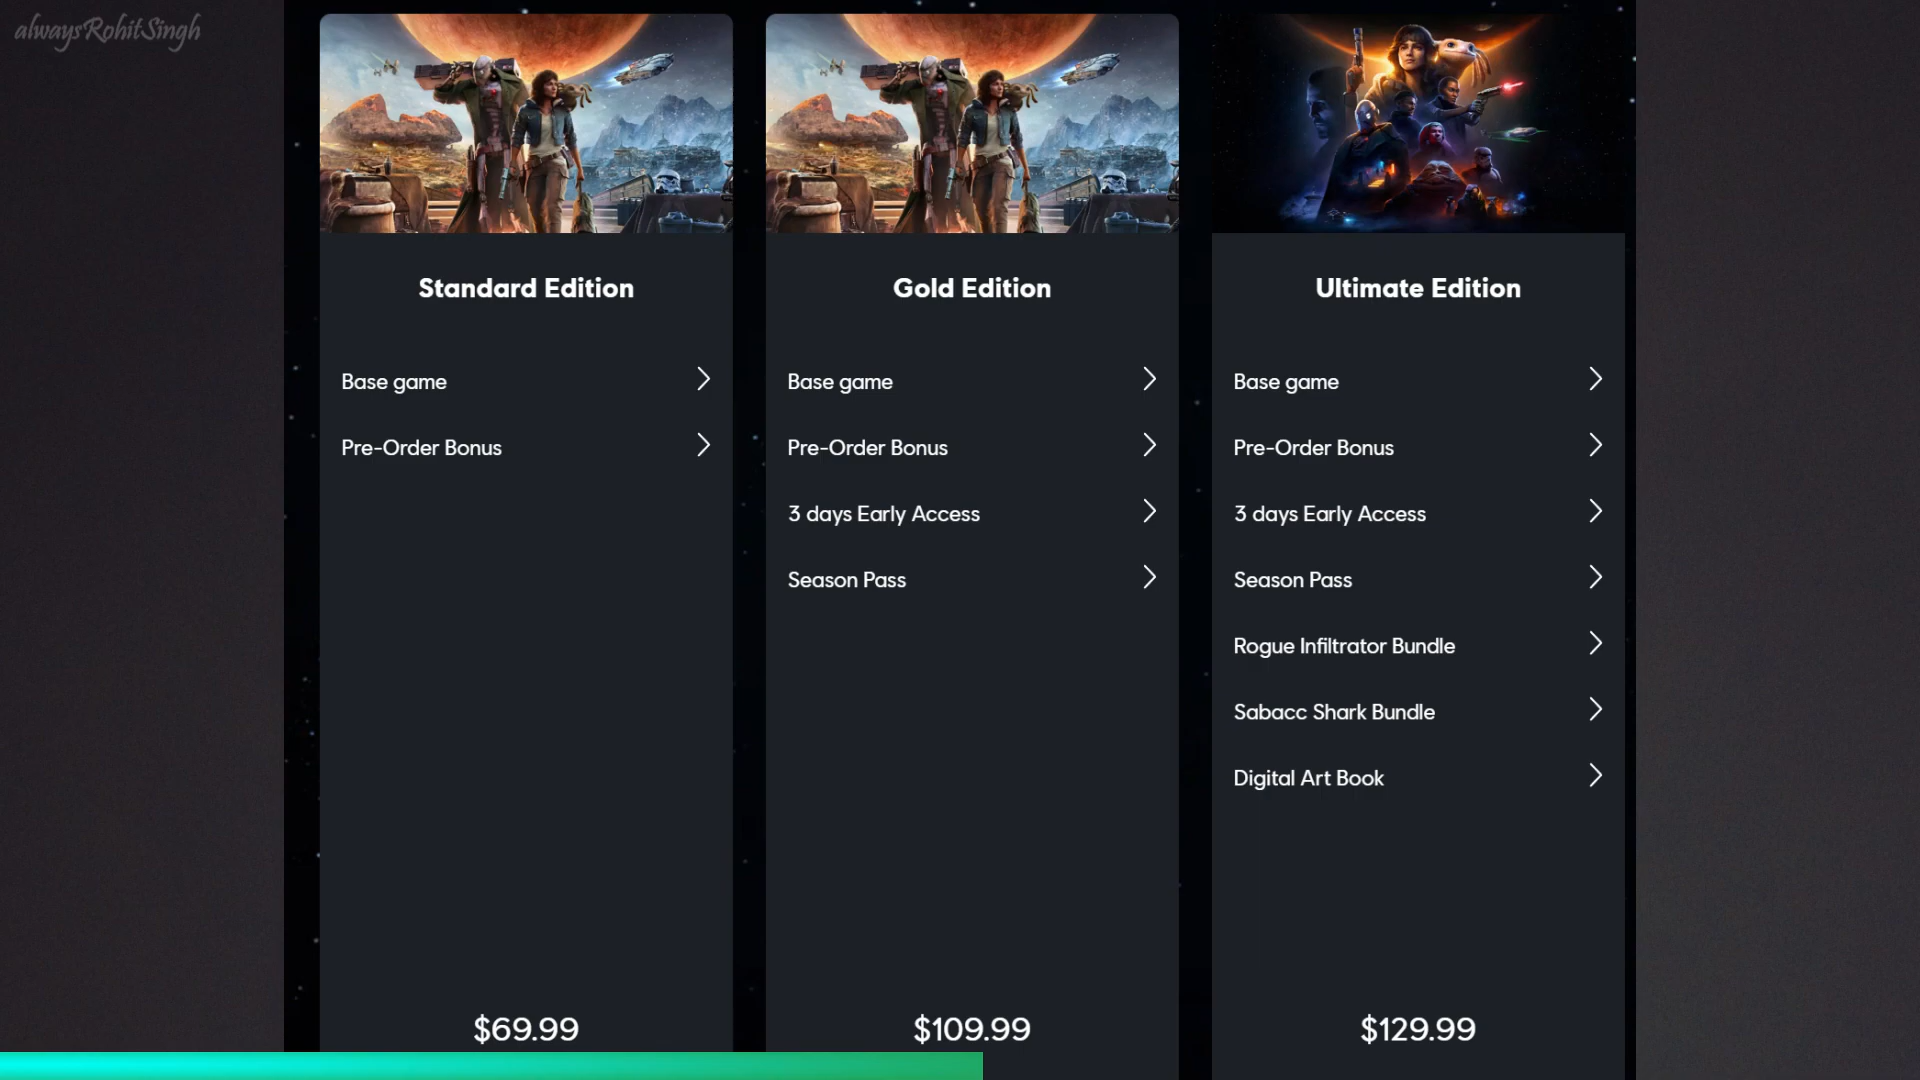 alwaysRohitSingh
Standard Edition
Base game
Pre-Order Bonus
$69.99
Gold Edition
Base game
Pre-Order Bonus
3 days Early Access
Season Pass
$109.99
Ultimate Edition
Base game
Pre-Order Bonus
3 days Early Access
Season Pass
Rogue Infiltrator Bundle
Sabacc Shark Bundle
Digital Art Book
$129.99